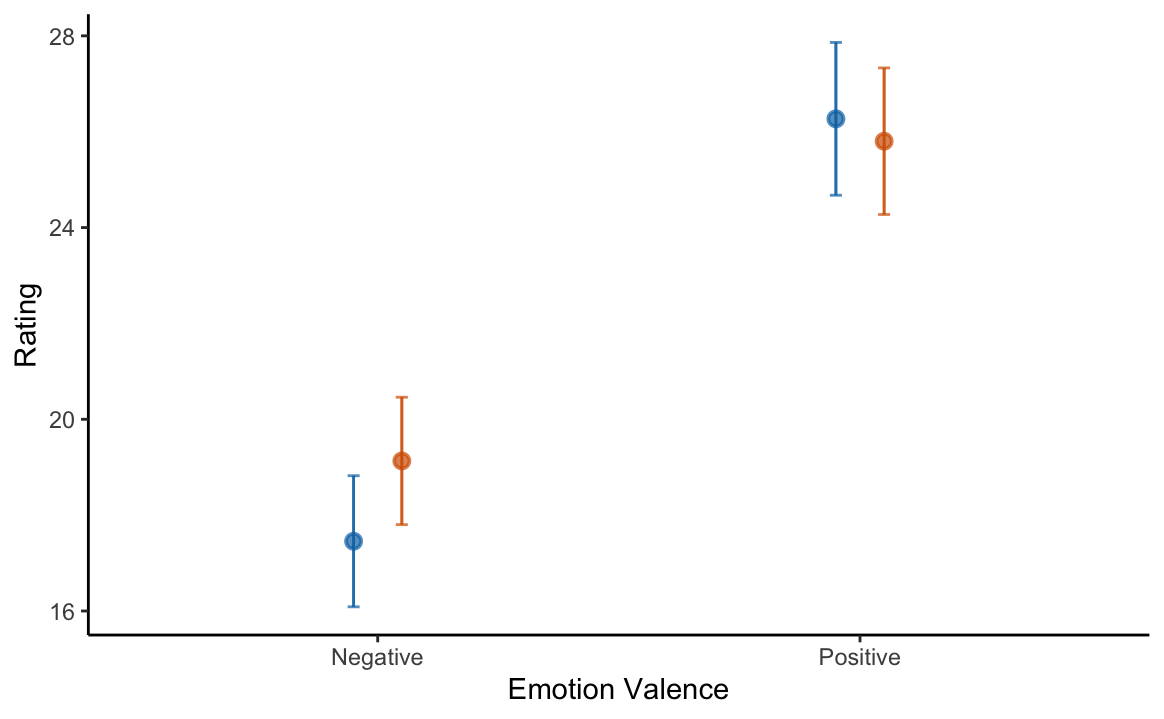 28
24
20
16
Rating
Negative
Positive
Emotion Valence